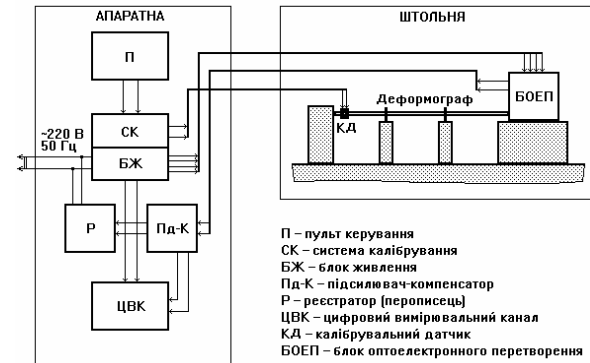 АПАРАТНА
ШТОЛЬНЯ
П
СК
БЖ
~220 В
50 Гц
Р
Пд-К
ЦВК
Деформограф
КД
БОЕП
П – пульт керування
СК – система калібрування
БЖ – блок живлення
Пд-К – підсилювач-компенсатор
Р – реєстратор (перописець)
ЦВК – цифровий вимірювальний канал
КД – калібрувальний датчик
БОЕП – блок оптоелектронного перетворення